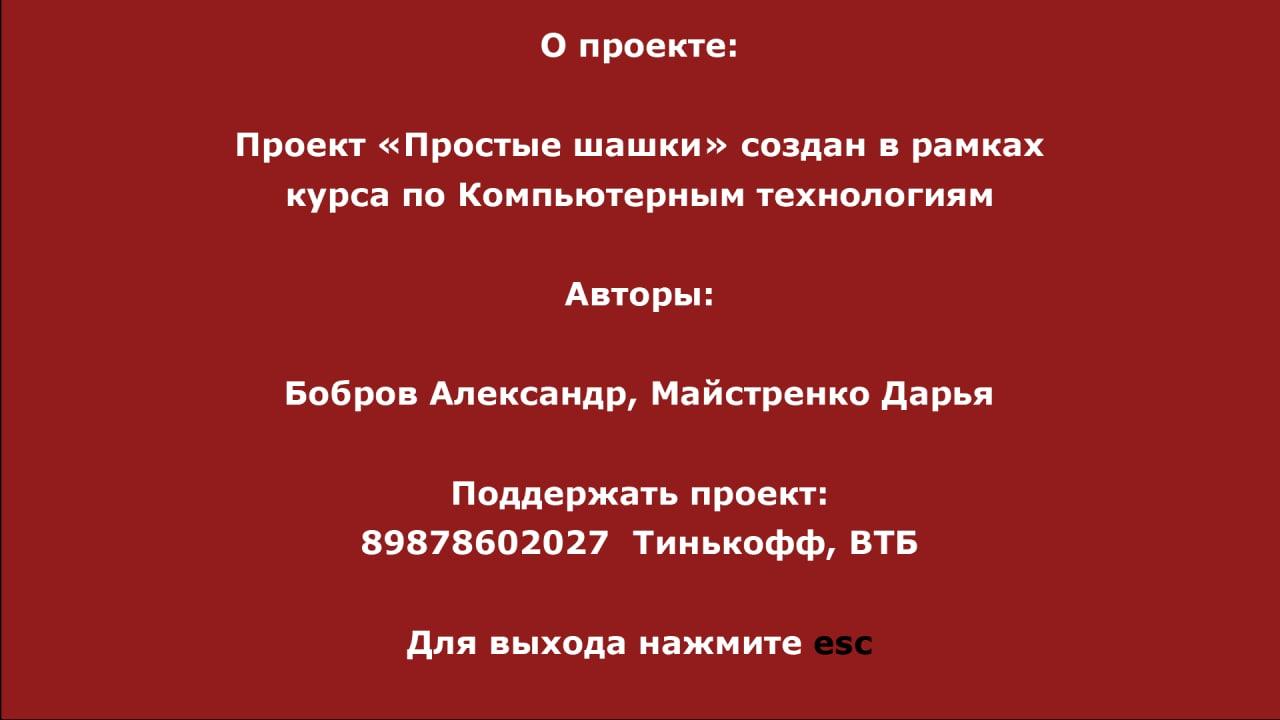 О проекте:
Проект «Простые шашки» создан в рамках
курса по Компьютерным технологиям
Авторы:
Бобров Александр, Майстренко Дарья
Поддержать проект:
89878602027  Тинькофф, ВТБ
Для выхода нажмите esc